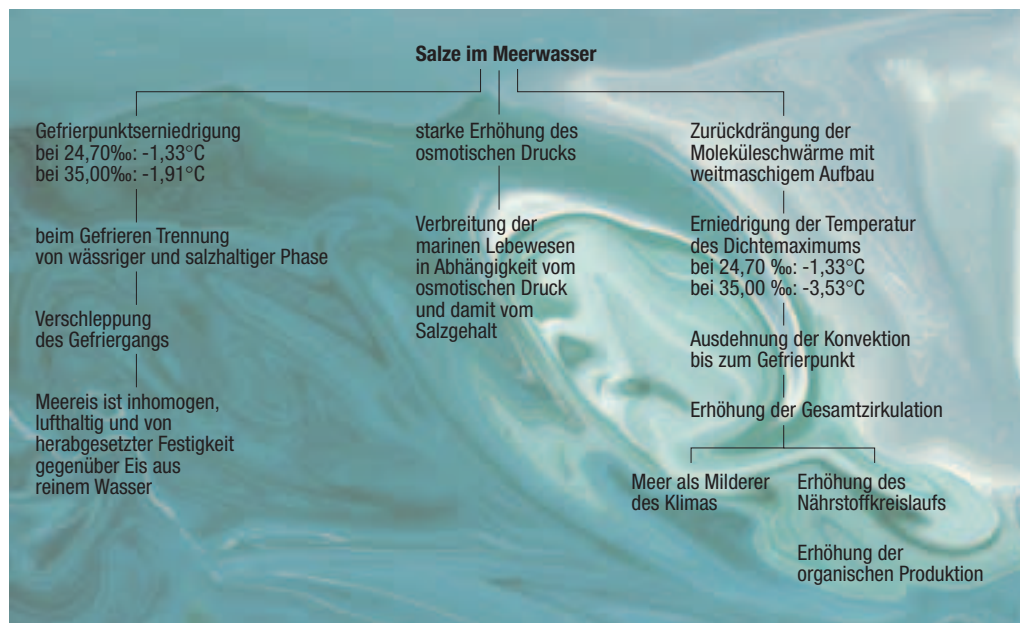 Salze im Meerwasser
Gefrierpunktserniedrigung
bei 24,70‰: -1,33°C
bei 35,00‰: -1,91°C
beim Gefrieren Trennung
von wässriger und salzhaltiger Phase
Verschleppung
des Gefriergangs
Meereis ist inhomogen,
lufthaltig und von
herabgesetzter Festigkeit
gegenüber Eis aus
reinem Wasser
starke Erhöhung des
osmotischen Drucks
Verbreitung der
marinen Lebewesen
in Abhängigkeit vom
osmotischen Druck
und damit vom
Salzgehalt
Zurückdrängung der
Moleküleschwärme mit
weitmaschigem Aufbau
Erniedrigung der Temperatur
des Dichtemaximums
bei 24,70 ‰: -1,33°C
bei 35,00 ‰: -3,53°C
Ausdehnung der Konvektion
bis zum Gefrierpunkt
Erhöhung der Gesamtzirkulation
Meer als Milderer
des Klimas
Erhöhung des
Nährstoffkreislaufs
Erhöhung der
organischen Produktion